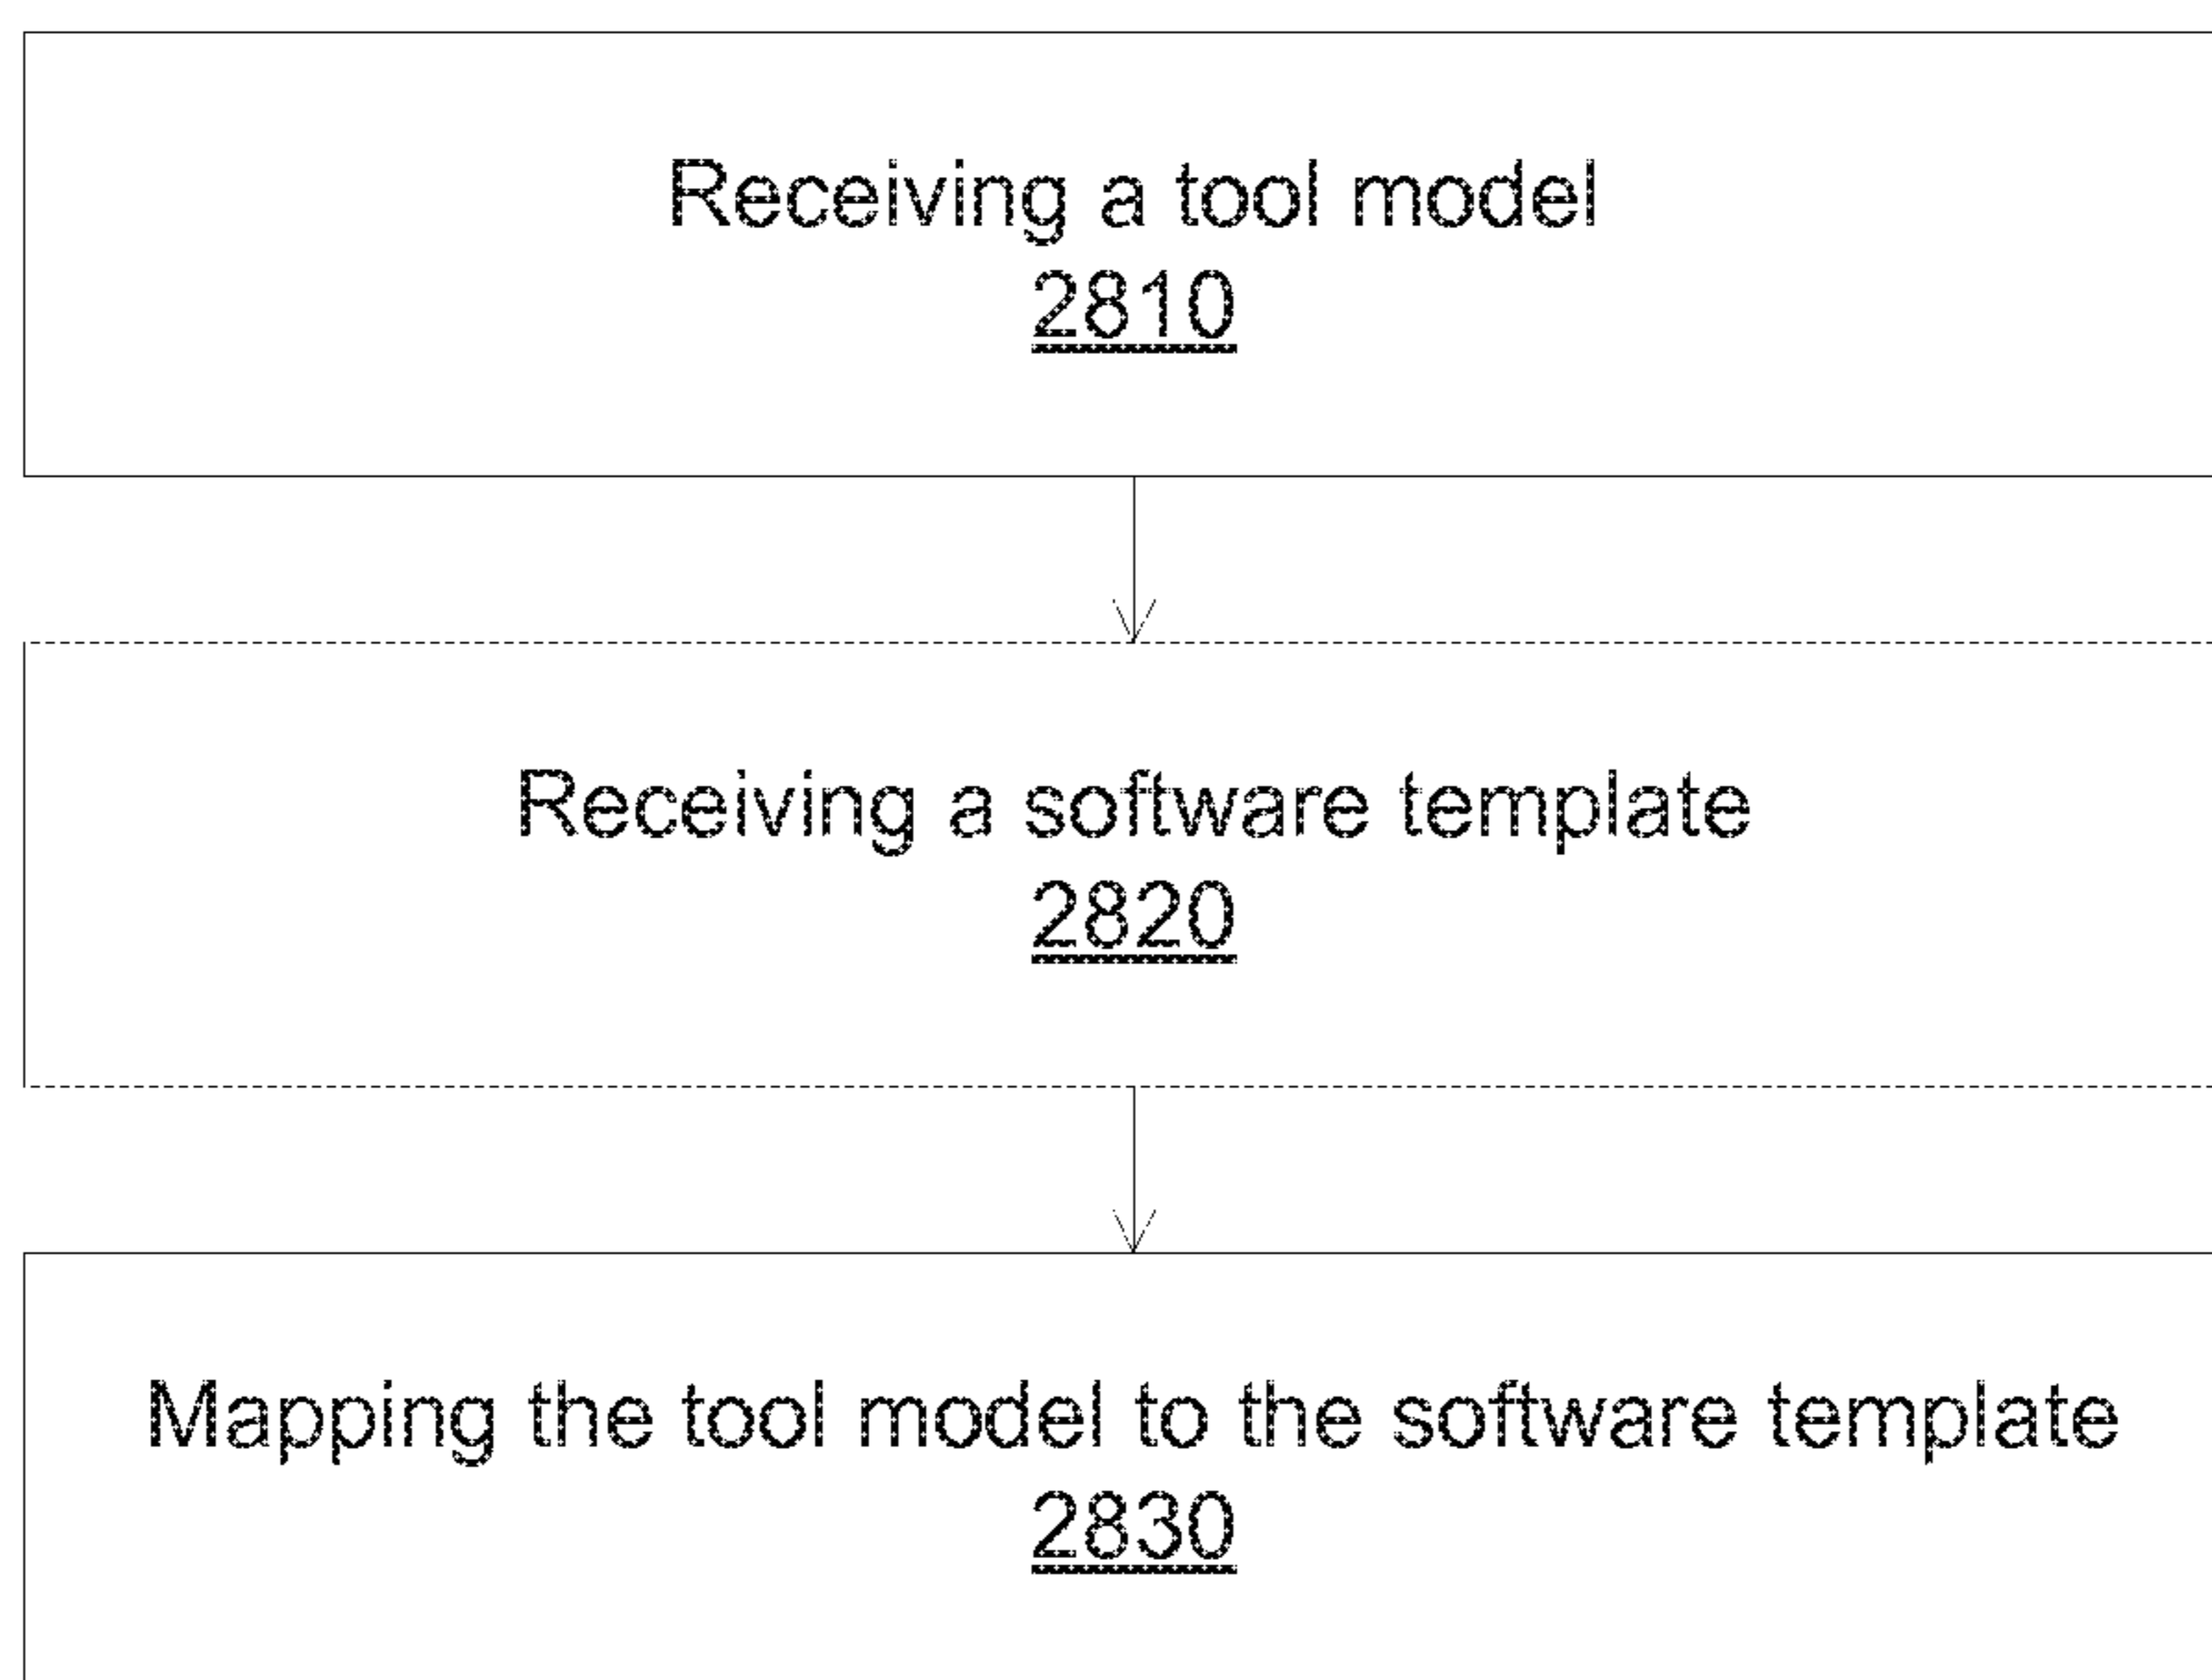 Receiving a tool model
2810
Receiving a software template
2820
Mapping the tool model to the software template
2830